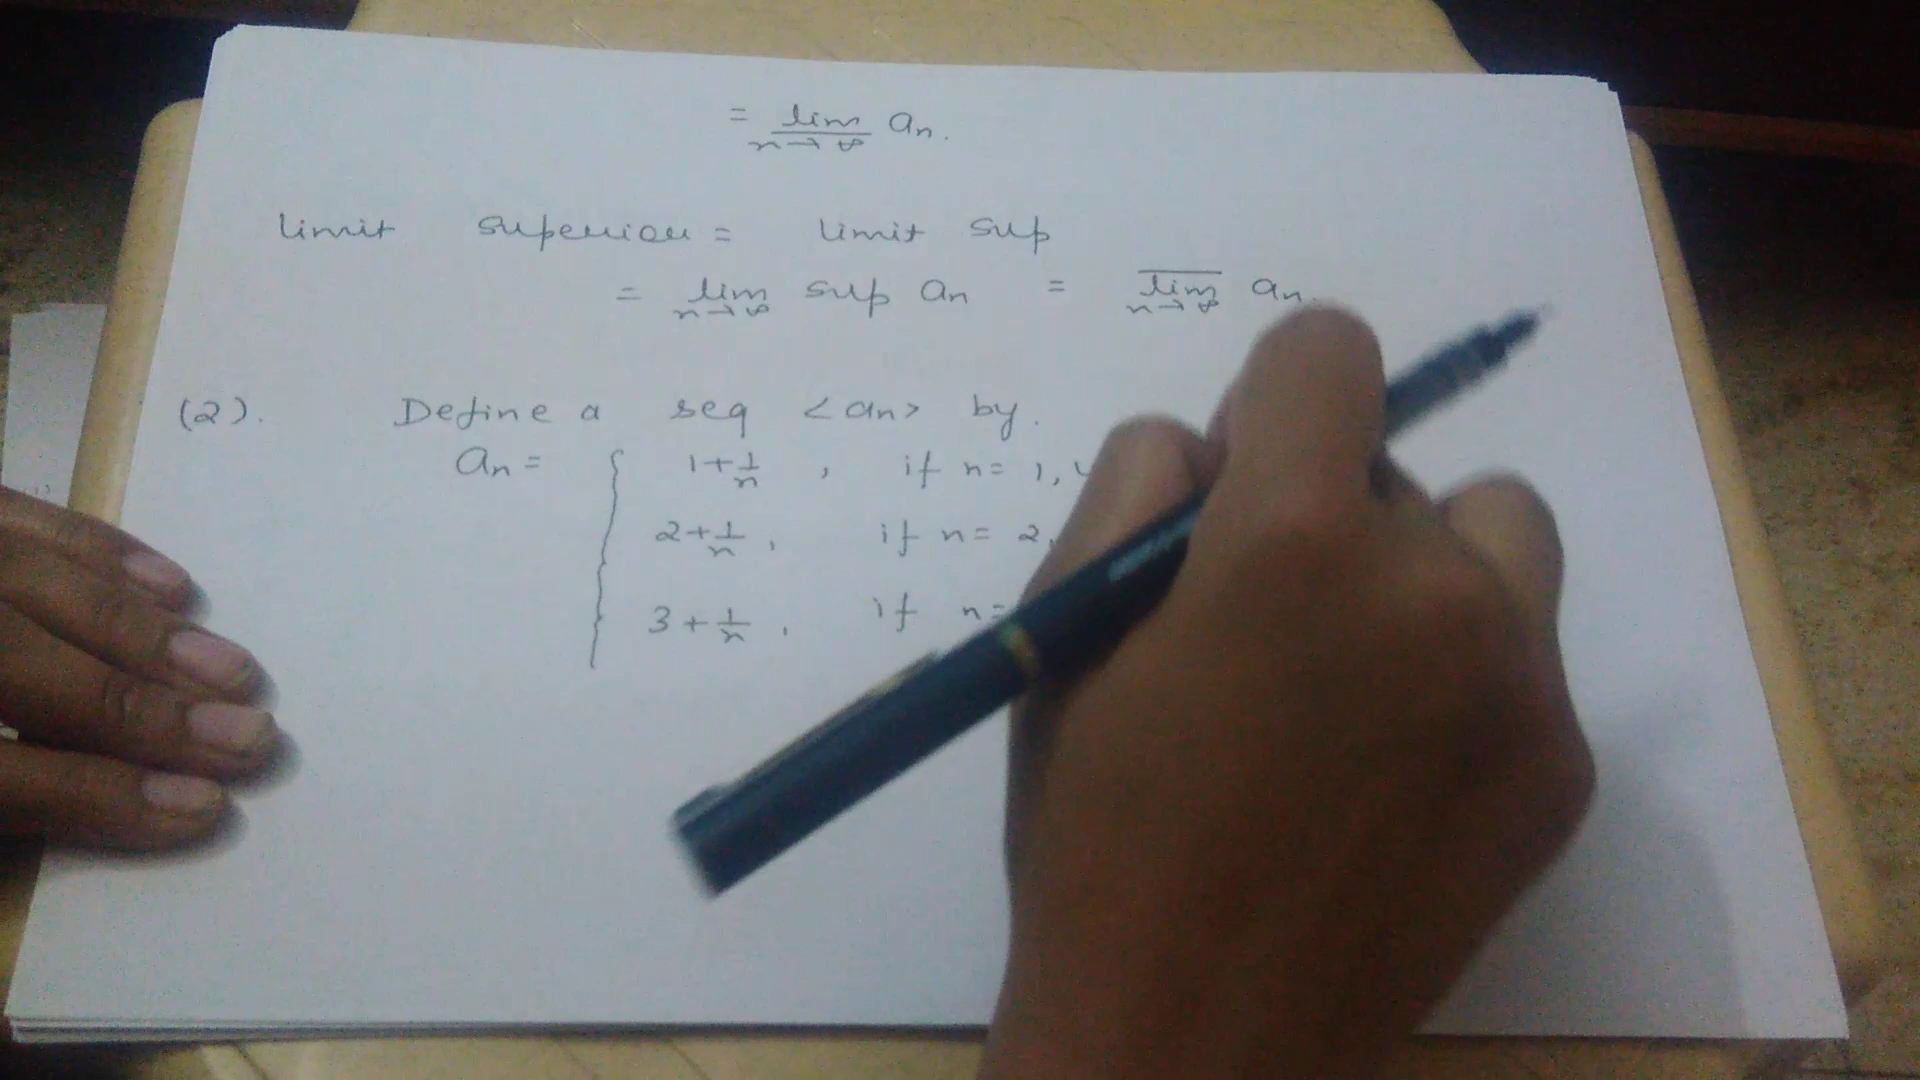 = lim n→∞ an.
limit superior = limit sup
= lim n→∞ sup an = lim n→∞ an.
(2). Define a seq <an> by.
an = { 1+1/n , if n= 1,
2+1/n , if n= 2,
3+1/n , if n=